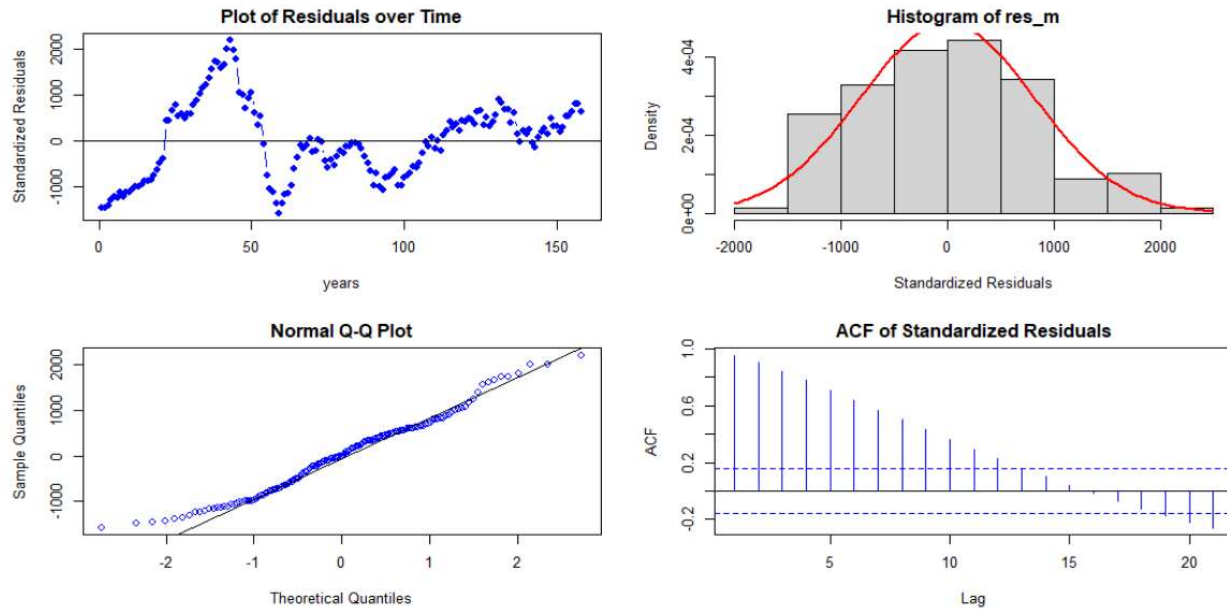 Plot of Residuals over Time
Standardized Residuals
2000
1000
0
-1000
0
50
100
150
years
Histogram of res_m
Density
4e-04
2e-04
0e+00
-2000
-1000
0
1000
2000
Standardized Residuals
Normal Q-Q Plot
Sample Quantiles
2000
1000
0
-1000
-2
-1
0
1
2
Theoretical Quantiles
ACF of Standardized Residuals
ACF
1.0
0.6
0.2
-0.2
5
10
15
20
Lag